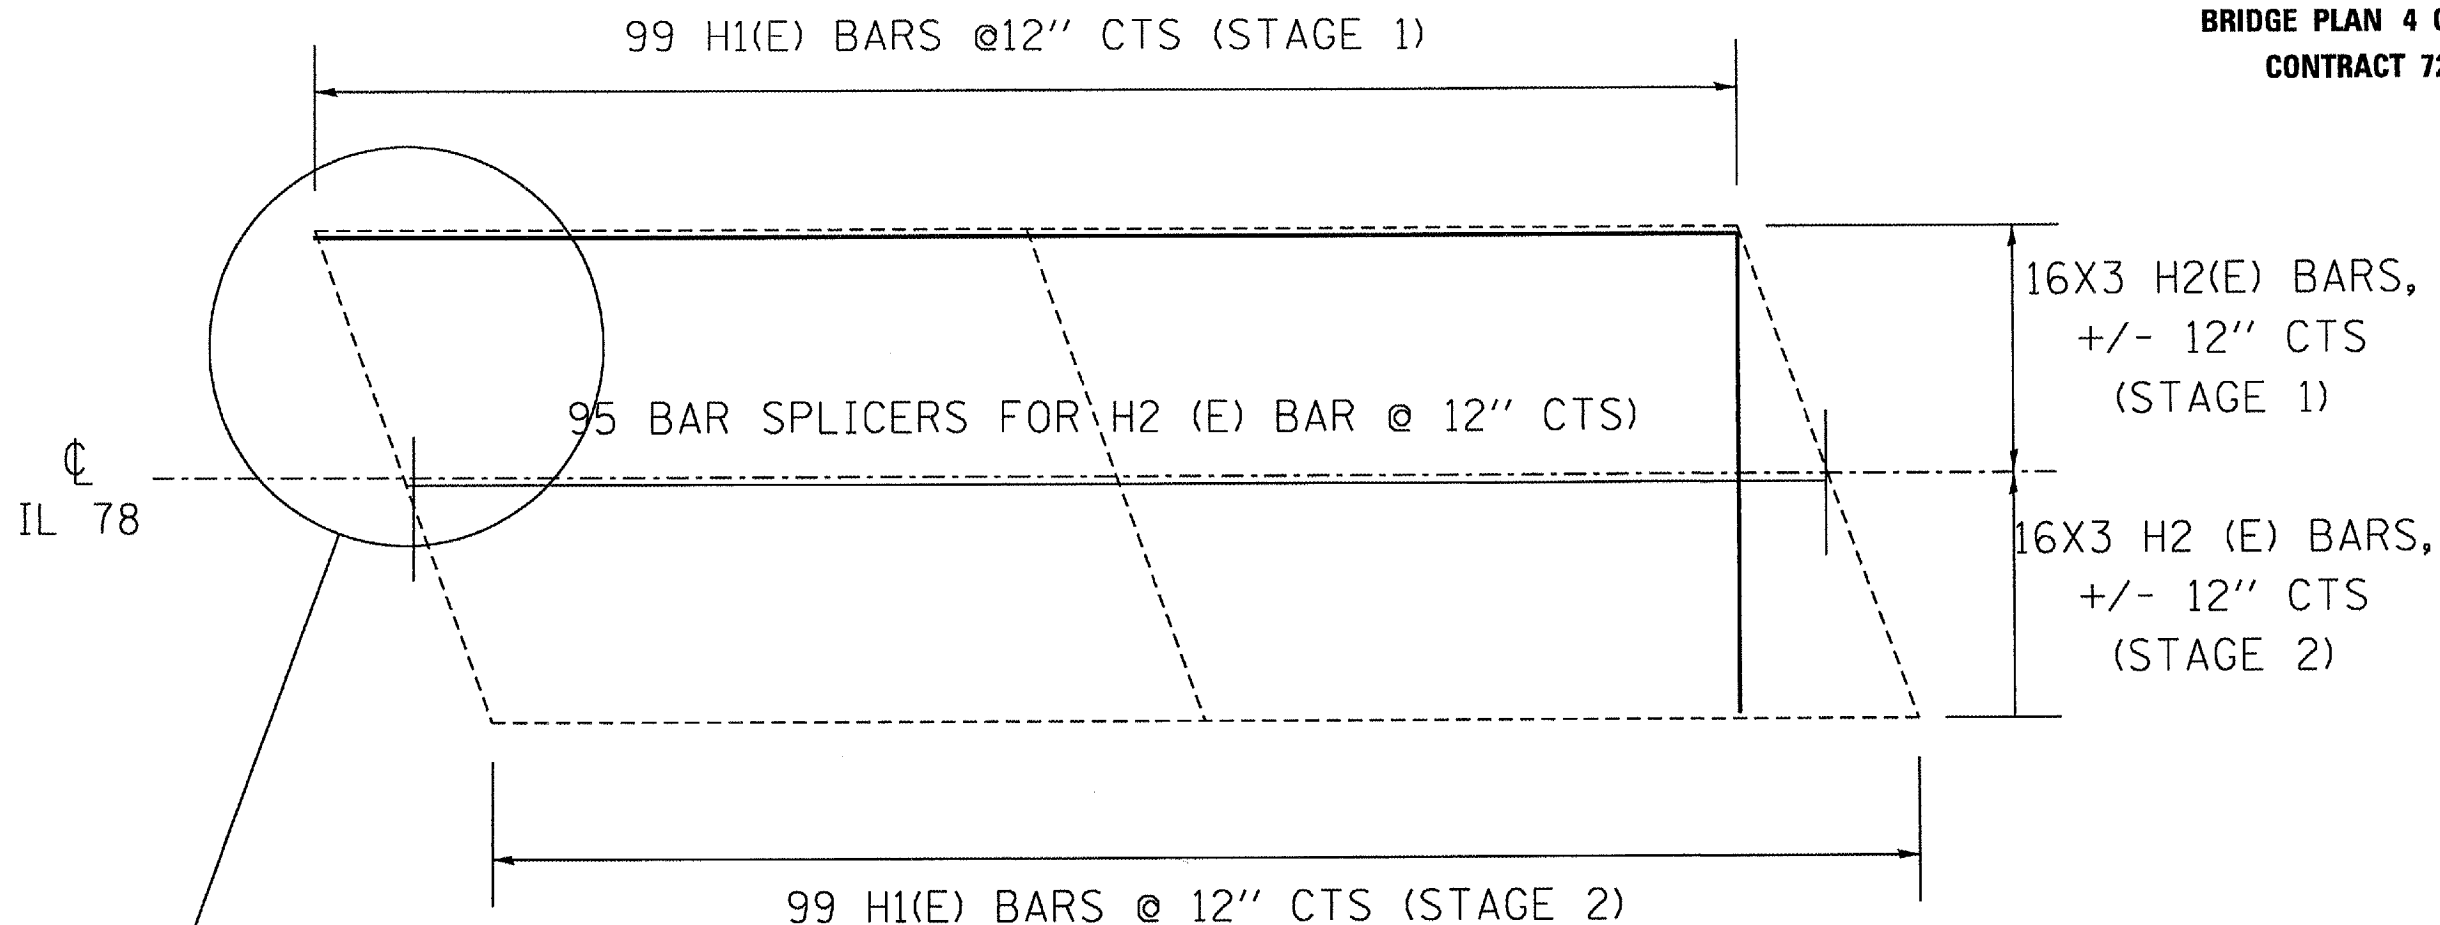 BRIDGE PLAN 4
CONTRACT
99 H1(E) BARS @12" CTS (STAGE 1)
16X3 H2(E) BARS,
+/- 12" CTS
(STAGE 1)
95 BAR SPLICERS FOR H2 (E) BAR @ 12" CTS)
℄
IL 78
16X3 H2 (E) BARS,
+/- 12" CTS
(STAGE 2)
99 H1(E) BARS @ 12" CTS (STAGE 2)